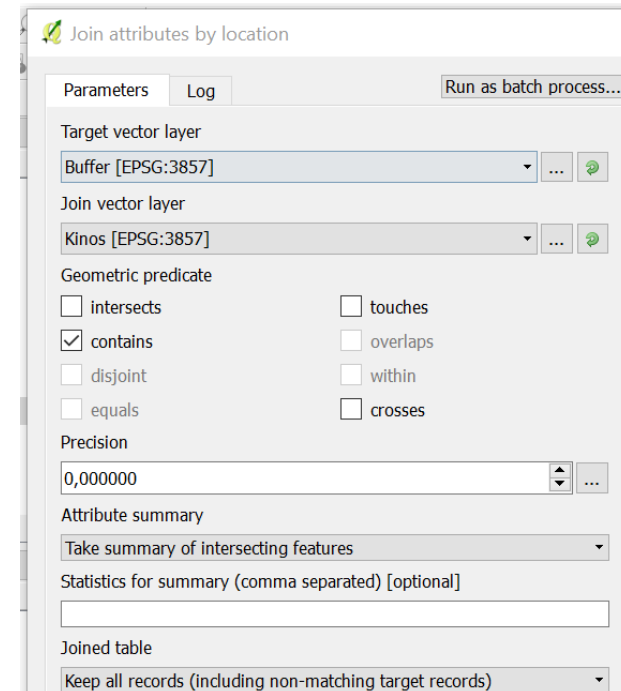 Join attributes by location
Parameters Log Run as batch process...
Target vector layer
Buffer [EPSG:3857] ...
Join vector layer
Kinos [EPSG:3857] ...
Geometric predicate
intersects touches
contains overlaps
disjoint within
equals crosses
Precision
0,000000 ...
Attribute summary
Take summary of intersecting features
Statistics for summary (comma separated) [optional]
Joined table
Keep all records (including non-matching target records)